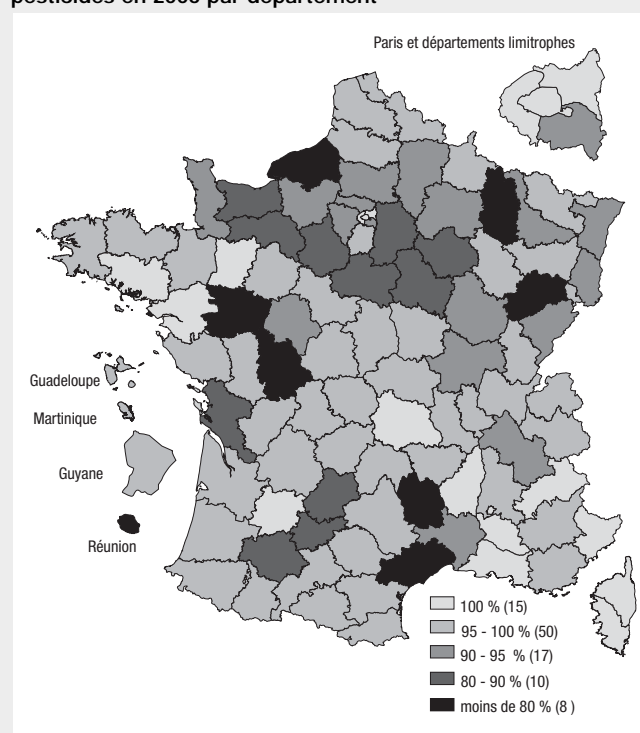 pesticides en 2003 par département
Paris et départements limitrophes
Guadeloupe
Martinique
Guyane
Réunion
100 % (15)
95 - 100 % (50)
90 - 95 % (17)
80 - 90 % (10)
moins de 80 % (8 )